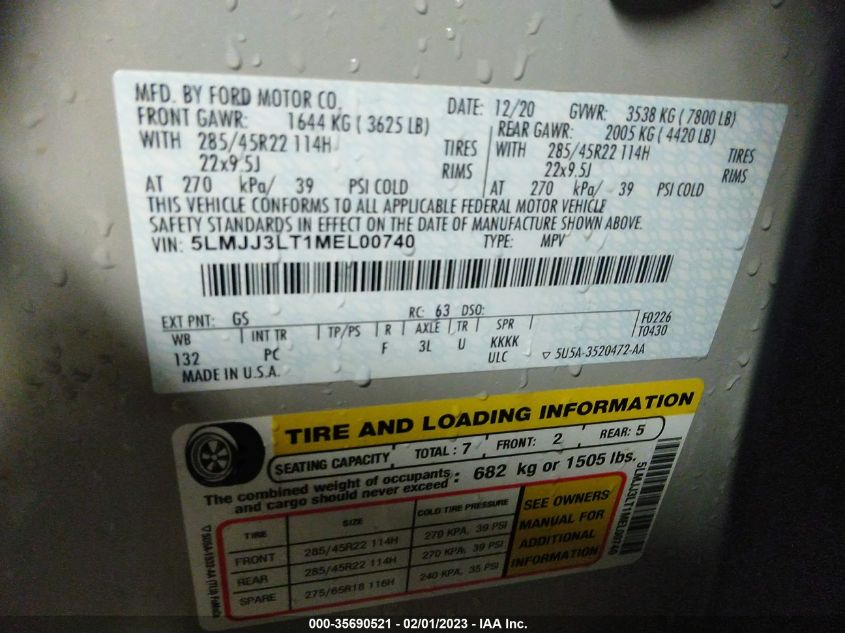 MFD. BY FORD MOTOR CO.
DATE: 12/20 GVWR: 3538 KG ( 7800 LB)
FRONT GAWR: 1644 KG ( 3625 LB)
REAR GAWR: 2005 KG ( 4420 LB)
WITH 285/45R22 114H TIRES
WITH 285/45R22 114H TIRES
22x9.5J RIMS
22x9.5J RIMS
AT 270 kPa/ 39 PSI COLD
AT 270 kPa/ 39 PSI COLD
THIS VEHICLE CONFORMS TO ALL APPLICABLE FEDERAL MOTOR VEHICLE
SAFETY STANDARDS IN EFFECT ON THE DATE OF MANUFACTURE SHOWN ABOVE.
VIN: 5LMJJ3LT1MEL00740 TYPE: MPV
EXT PNT: GS RC: 63 DSO:
WB INT TR TP/PS R AXLE TR SPR F0226
T0430
132 PC F 3L U KKKK
ULC ▽ 5U5A-3520472-AA
MADE IN U.S.A.
TIRE AND LOADING INFORMATION
SEATING CAPACITY TOTAL : 7 FRONT: 2 REAR: 5
The combined weight of occupants
and cargo should never exceed : 682 kg or 1505 lbs.
TIRE SIZE COLD TIRE PRESSURE
FRONT 285/45R22 114H 270 KPA, 39 PSI
REAR 285/45R22 114H 270 KPA, 39 PSI
SPARE 275/65R18 116H 240 KPA, 35 PSI
SEE OWNERS
MANUAL FOR
ADDITIONAL
INFORMATION
5LMJJ3LT1MEL00740
000-35690521 - 02/01/2023 - IAA Inc.